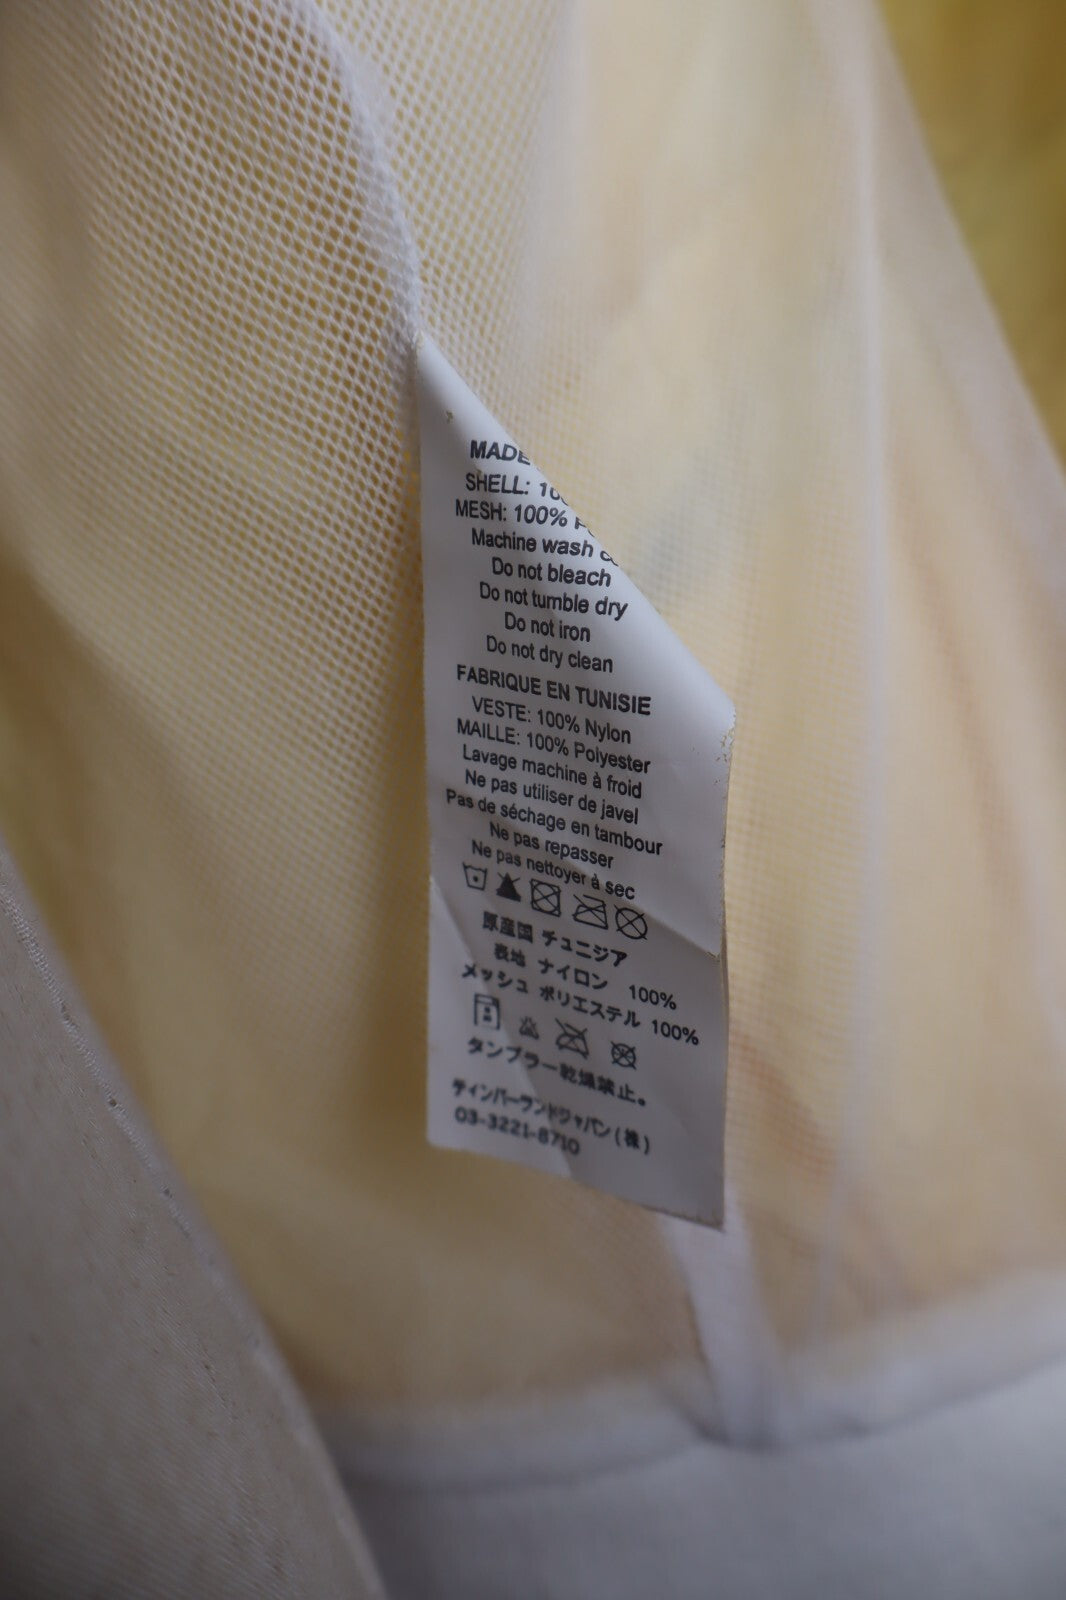 MADE
SHELL: 100
MESH: 100%
Machine wash
Do not bleach
Do not tumble dry
Do not iron
Do not dry clean
FABRIQUE EN TUNISIE
VESTE: 100% Nylon
MAILLE: 100% Polyester
Lavage machine à froid
Ne pas utiliser de javel
Pas de séchage en tambour
Ne pas repasser
Ne pas nettoyer à sec
原産国 チュニジア
表地 ナイロン 100%
メッシュ ポリエステル 100%
タンブラー乾燥禁止。
ティンバーランドジャパン(株)
03-3221-8710